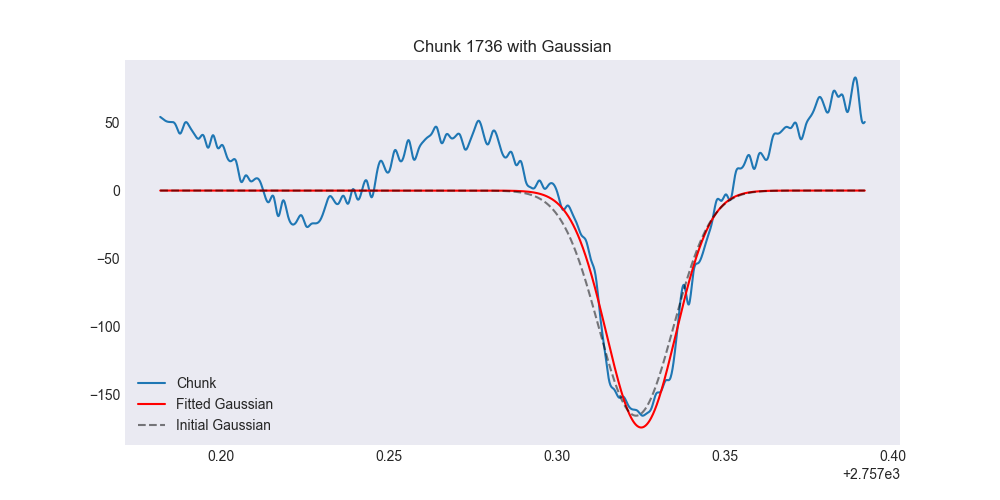 Chunk 1736 with Gaussian
50
0
−50
−100
−150
Chunk
Fitted Gaussian
Initial Gaussian
0.20 0.25 0.30 0.35 0.40
+2.757e3